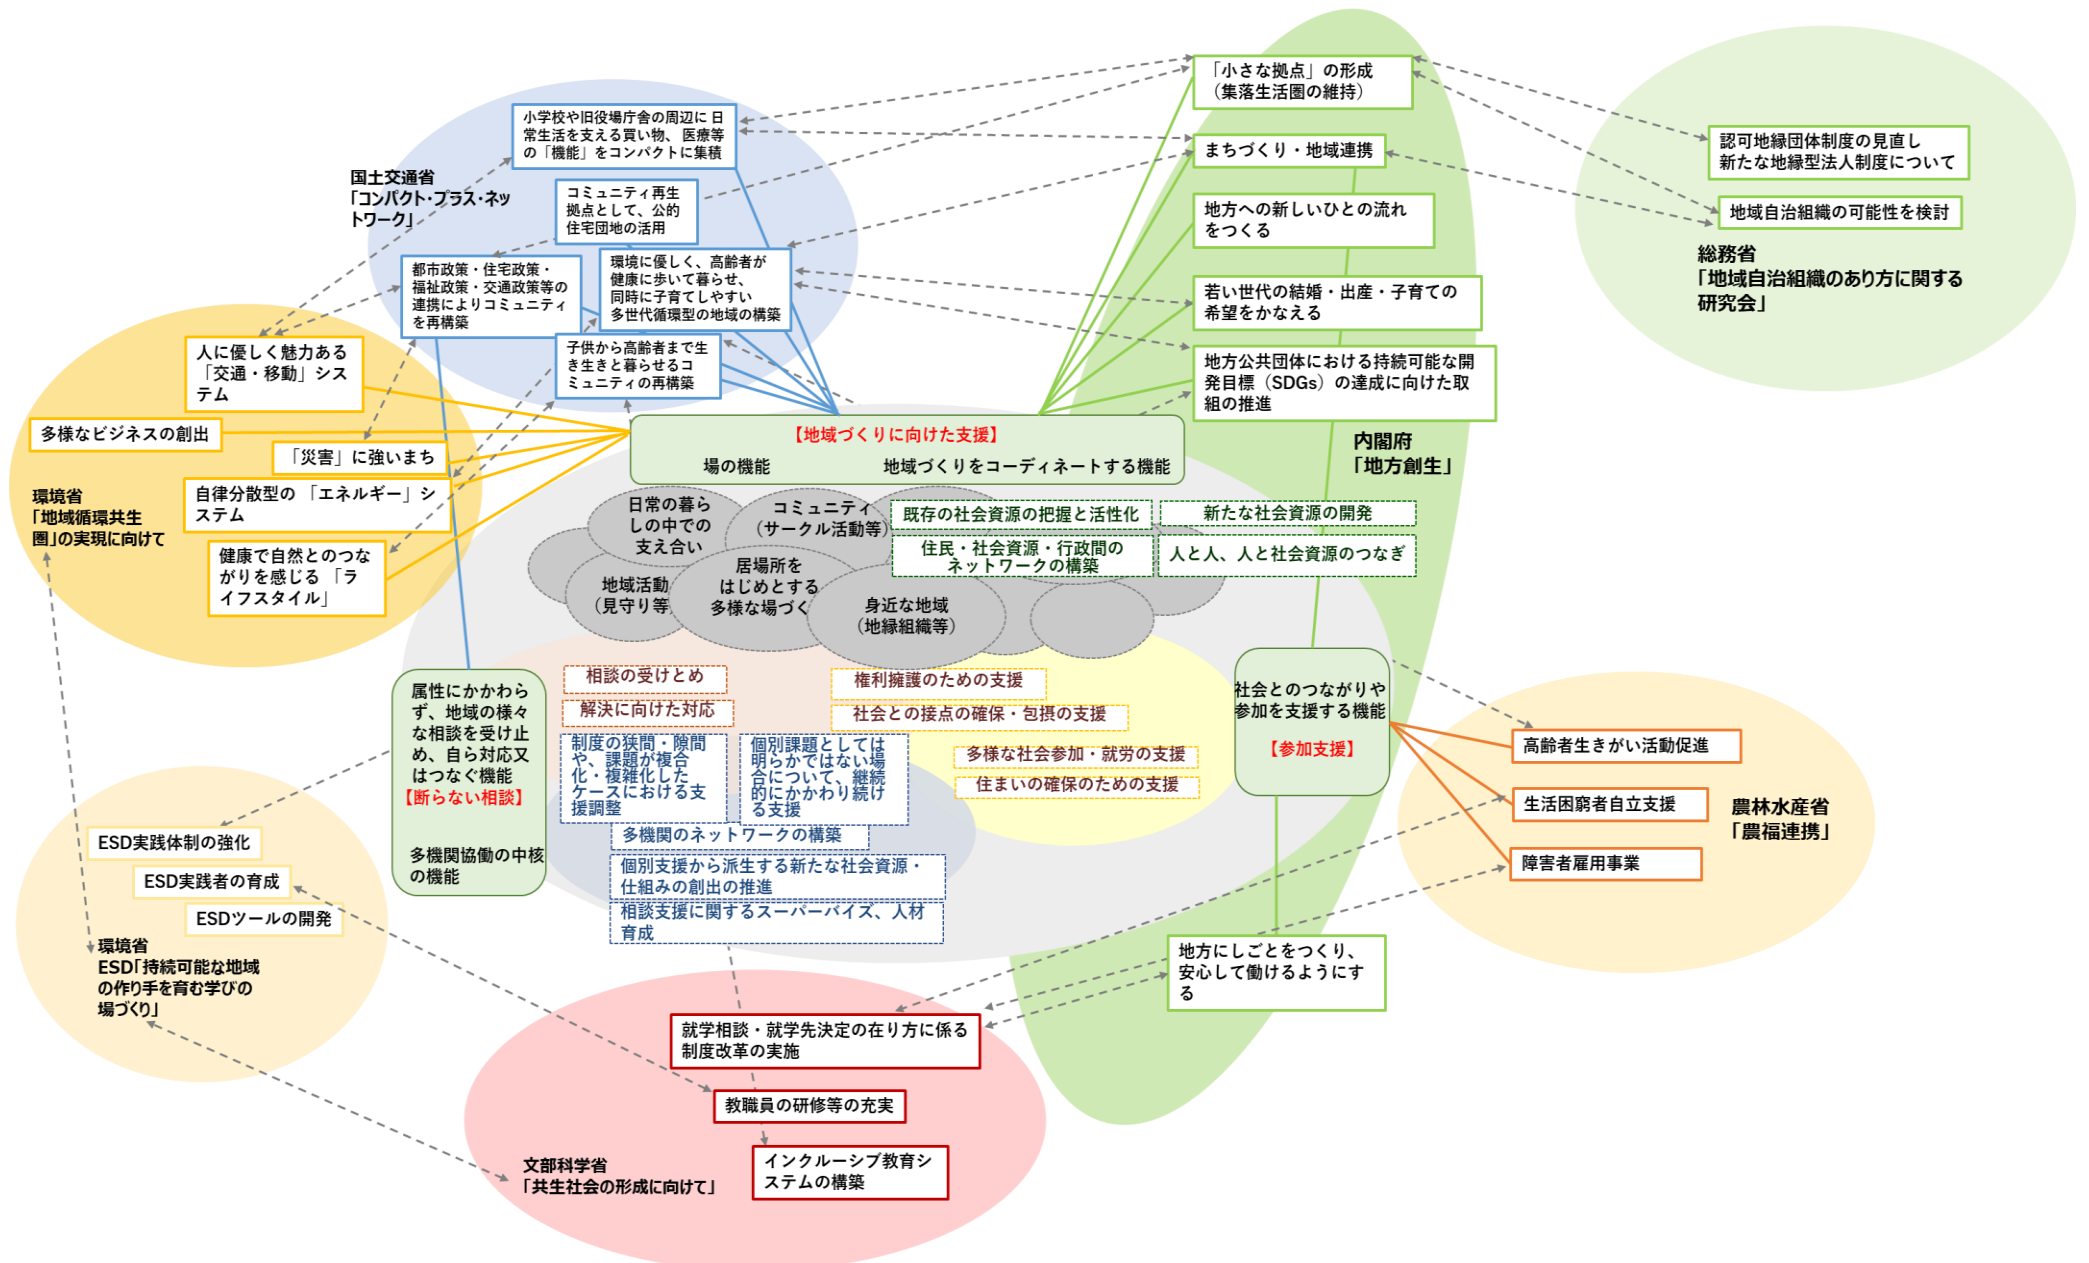 「小さな拠点」の形成
（集落生活圏の維持）
まちづくり・地域連携
地方への新しいひとの流れ
をつくる
若い世代の結婚・出産・子育ての
希望をかなえる
地方公共団体における持続可能な開
発目標（SDGs）の達成に向けた取
組の推進
内閣府
「地方創生」
認可地縁団体制度の見直し
新たな地縁型法人制度について
地域自治組織の可能性を検討
総務省
「地域自治組織のあり方に関する
研究会」
小学校や旧役場庁舎の周辺に 日
常生活を支える買い物、 医療等
の「機能」をコンパクトに集積
国土交通省
「コンパクト・プラス・ネッ
トワーク」
コミュニティ再生
拠点として、公的
住宅団地の活用
都市政策・住宅政策・
福祉政策・交通政策等の
連携によりコミュニティ
を再構築
環境に優しく、高齢者が
健康に歩いて暮らせ、
同時に子育てしやすい
多世代循環型の地域の構築
子供から高齢者まで生
き生きと暮らせるコ
ミュニティの再構築
人に優しく魅力ある
「交通・移動」シス
テム
多様なビジネスの創出
「災害」に強いまち
自律分散型の 「エネルギー」シ
ステム
健康で自然とのつな
がりを感じる 「ラ
イフスタイル」
環境省
「地域循環共生
圏」の実現に向けて
【地域づくりに向けた支援】
場の機能
地域づくりをコーディネートする機能
日常の暮ら
しの中での
支え合い
コミュニティ
（サークル活動等）
地域活動
（見守り等
居場所を
はじめとする
多様な場づく
身近な地域
（地縁組織等）
既存の社会資源の把握と活性化
新たな社会資源の開発
住民・社会資源・行政間の
ネットワークの構築
人と人、人と社会資源のつなぎ
属性にかかわら
ず、地域の様々
な相談を受け止
め、自ら対応又
はつなぐ機能
【断らない相談】
多機関協働の中核
の機能
相談の受けとめ
解決に向けた対応
権利擁護のための支援
社会との接点の確保・包摂の支援
多様な社会参加・就労の支援
住まいの確保のための支援
制度の狭間・隙間
や、課題が複合
化・複雑化した
ケースにおける支
援調整
個別課題としては
明らかではない場
合について、継続
的にかかわり続け
る支援
多機関のネットワークの構築
個別支援から派生する新たな社会資源・
仕組みの創出の推進
相談支援に関するスーパーバイズ、人材
育成
社会とのつながりや
参加を支援する機能
【参加支援】
高齢者生きがい活動促進
生活困窮者自立支援
障害者雇用事業
農林水産省
「農福連携」
地方にしごとをつくり、
安心して働けるようにす
る
ESD実践体制の強化
ESD実践者の育成
ESDツールの開発
環境省
ESD「持続可能な地域
の作り手を育む学びの
場づくり」
就学相談・就学先決定の在り方に係る
制度改革の実施
教職員の研修等の充実
インクルーシブ教育シ
ステムの構築
文部科学省
「共生社会の形成に向けて」